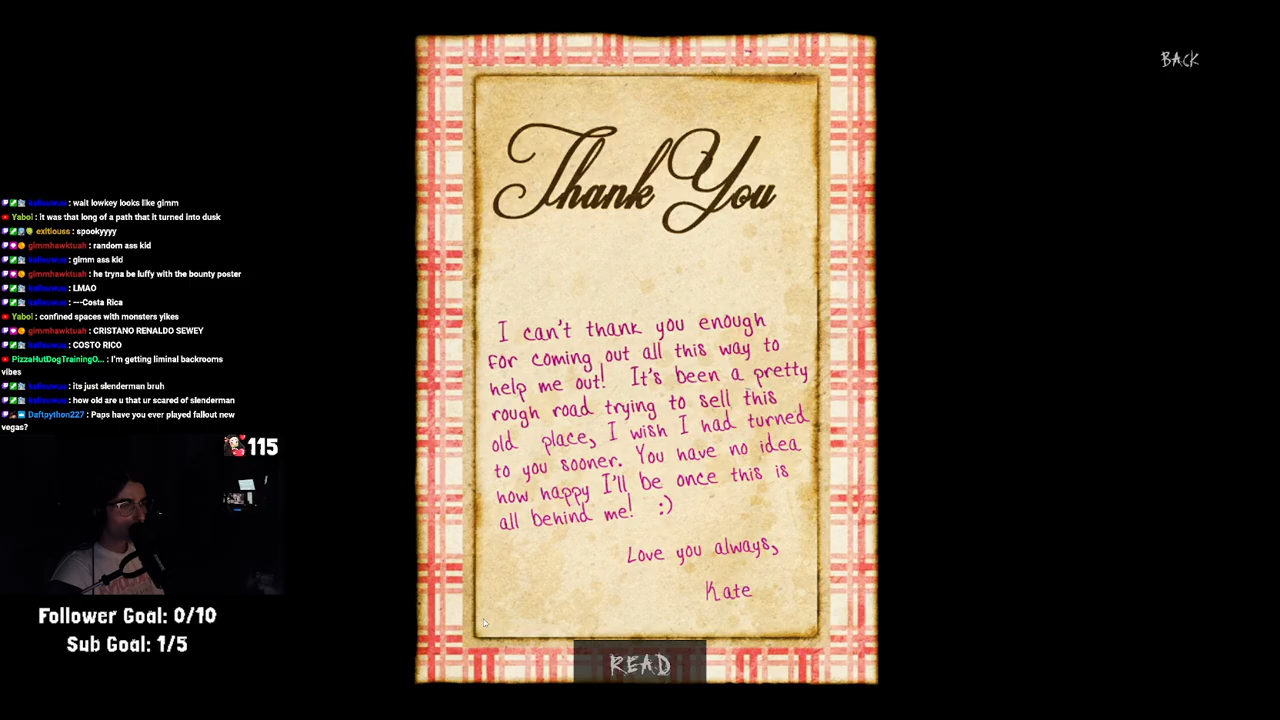 BACK
Thank You
I can't thank you enough
for coming out all this way to
help me out! It's been a pretty
rough road trying to sell this
old place, I wish I had turned
to you sooner. You have no idea
how happy I'll be once this is
all behind me! :)
Love you always,
Kate
READ
: wait lowkey looks like gimm
Yabol : it was that long of a path that it turned into dusk
exitiouss : spookyyyy
gimmhawktuah : random ass kid
: gimm ass kid
gimmhawktuah : he tryna be luffy with the bounty poster
: LMAO
: ---Costa Rica
Yabol : confined spaces with monsters yikes
gimmhawktuah : CRISTANO RENALDO SEWEY
: COSTO RICO
PizzaHutDogTrainingO... : I'm getting liminal backrooms
vibes
: its just slenderman bruh
: how old are u that ur scared of slenderman
Daftpython227 : Paps have you ever played fallout new
vegas?
115
Follower Goal: 0/10
Sub Goal: 1/5